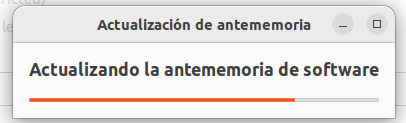 Actualización de antememoria
Actualizando la antememoria de software